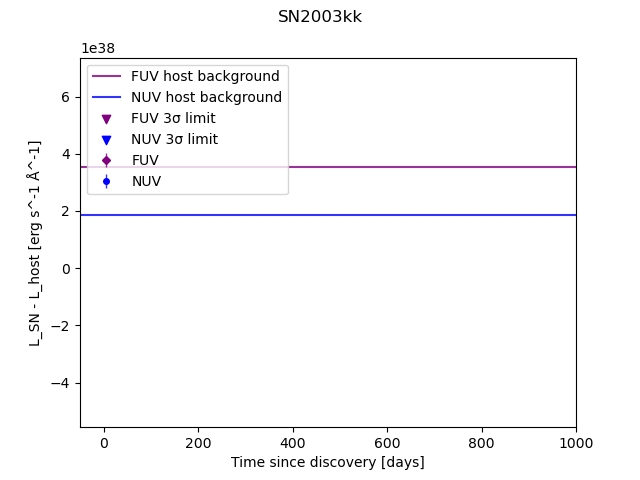 SN2003kk
1e38
FUV host background
NUV host background
FUV 3σ limit
NUV 3σ limit
FUV
NUV
6
4
2
0
−2
−4
L_SN - L_host [erg s^-1 Å^-1]
0 200 400 600 800 1000
Time since discovery [days]